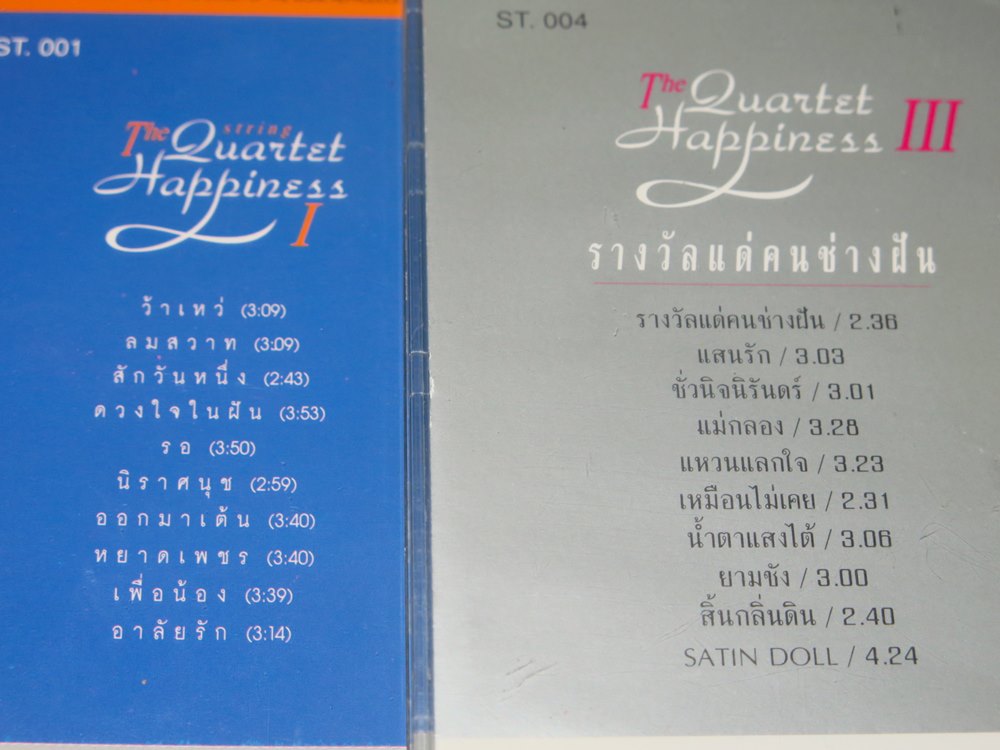 ST. 001
The string
Quartet
Happiness
I
ว้าเหว่ (3:09)
ลมสวาท (3:09)
สักวันหนึ่ง (2:43)
ดวงใจในฝัน (3:53)
รอ (3:50)
นิราศนุช (2:59)
ออกมาเต้น (3:40)
หยาดเพชร (3:40)
เพื่อน้อง (3:39)
อาลัยรัก (3:14)
ST. 004
The Quartet
Happiness III
รางวัลแด่คนช่างฝัน
รางวัลแด่คนช่างฝัน / 2.36
แสนรัก / 3.03
ชั่วนิจนิรันดร์ / 3.01
แม่กลอง / 3.28
แหวนแลกใจ / 3.23
เหมือนไม่เคย / 2.31
น้ำตาแสงไต้ / 3.06
ยามชัง / 3.00
สิ้นกลิ่นดิน / 2.40
SATIN DOLL / 4.24